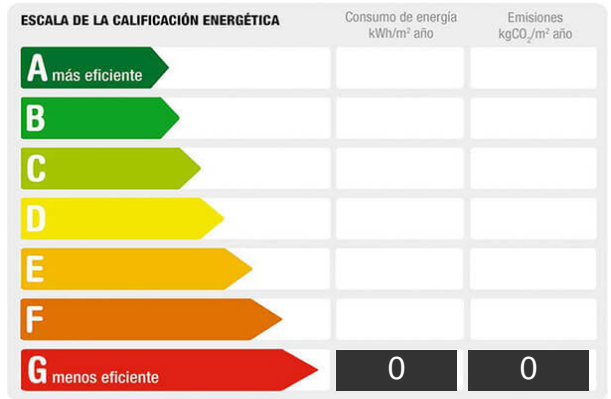 ESCALA DE LA CALIFICACIÓN ENERGÉTICA
Consumo de energía
kWh/m² año
Emisiones
kgCO₂/m² año
A más eficiente
B
C
D
E
F
G menos eficiente
0
0